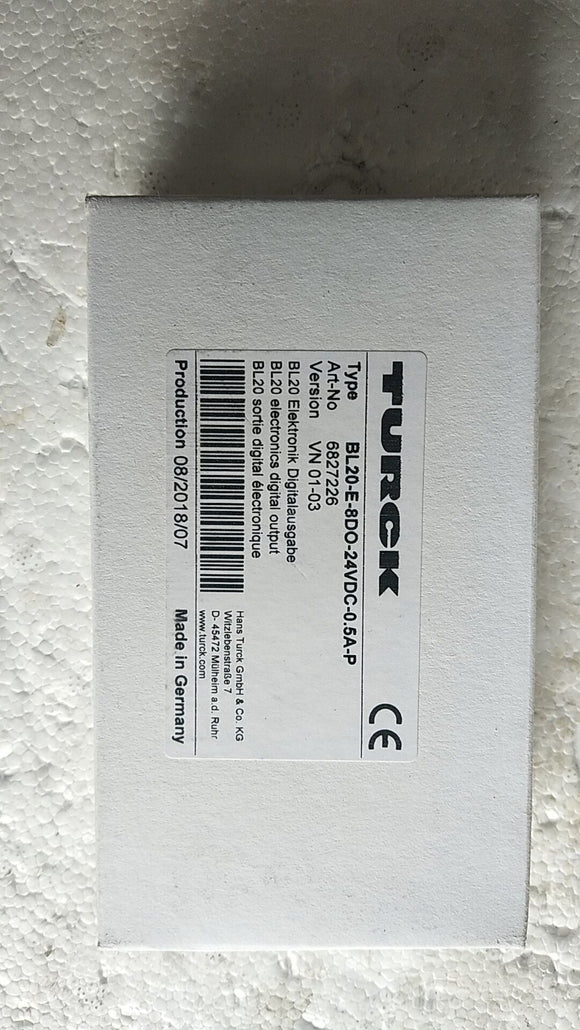 TURCK
CE
Type BL20-E-8DO-24VDC-0.5A-P
Art-No 6827226
Version VN 01-03
BL20 Elektronik Digitalausgabe
BL20 electronics digital output
BL20 sortie digital électronique
Hans Turck GmbH & Co. KG
Witzlebenstraße 7
D- 45472 Mülheim a.d. Ruhr
www.turck.com
Production 08/2018/07 Made in Germany